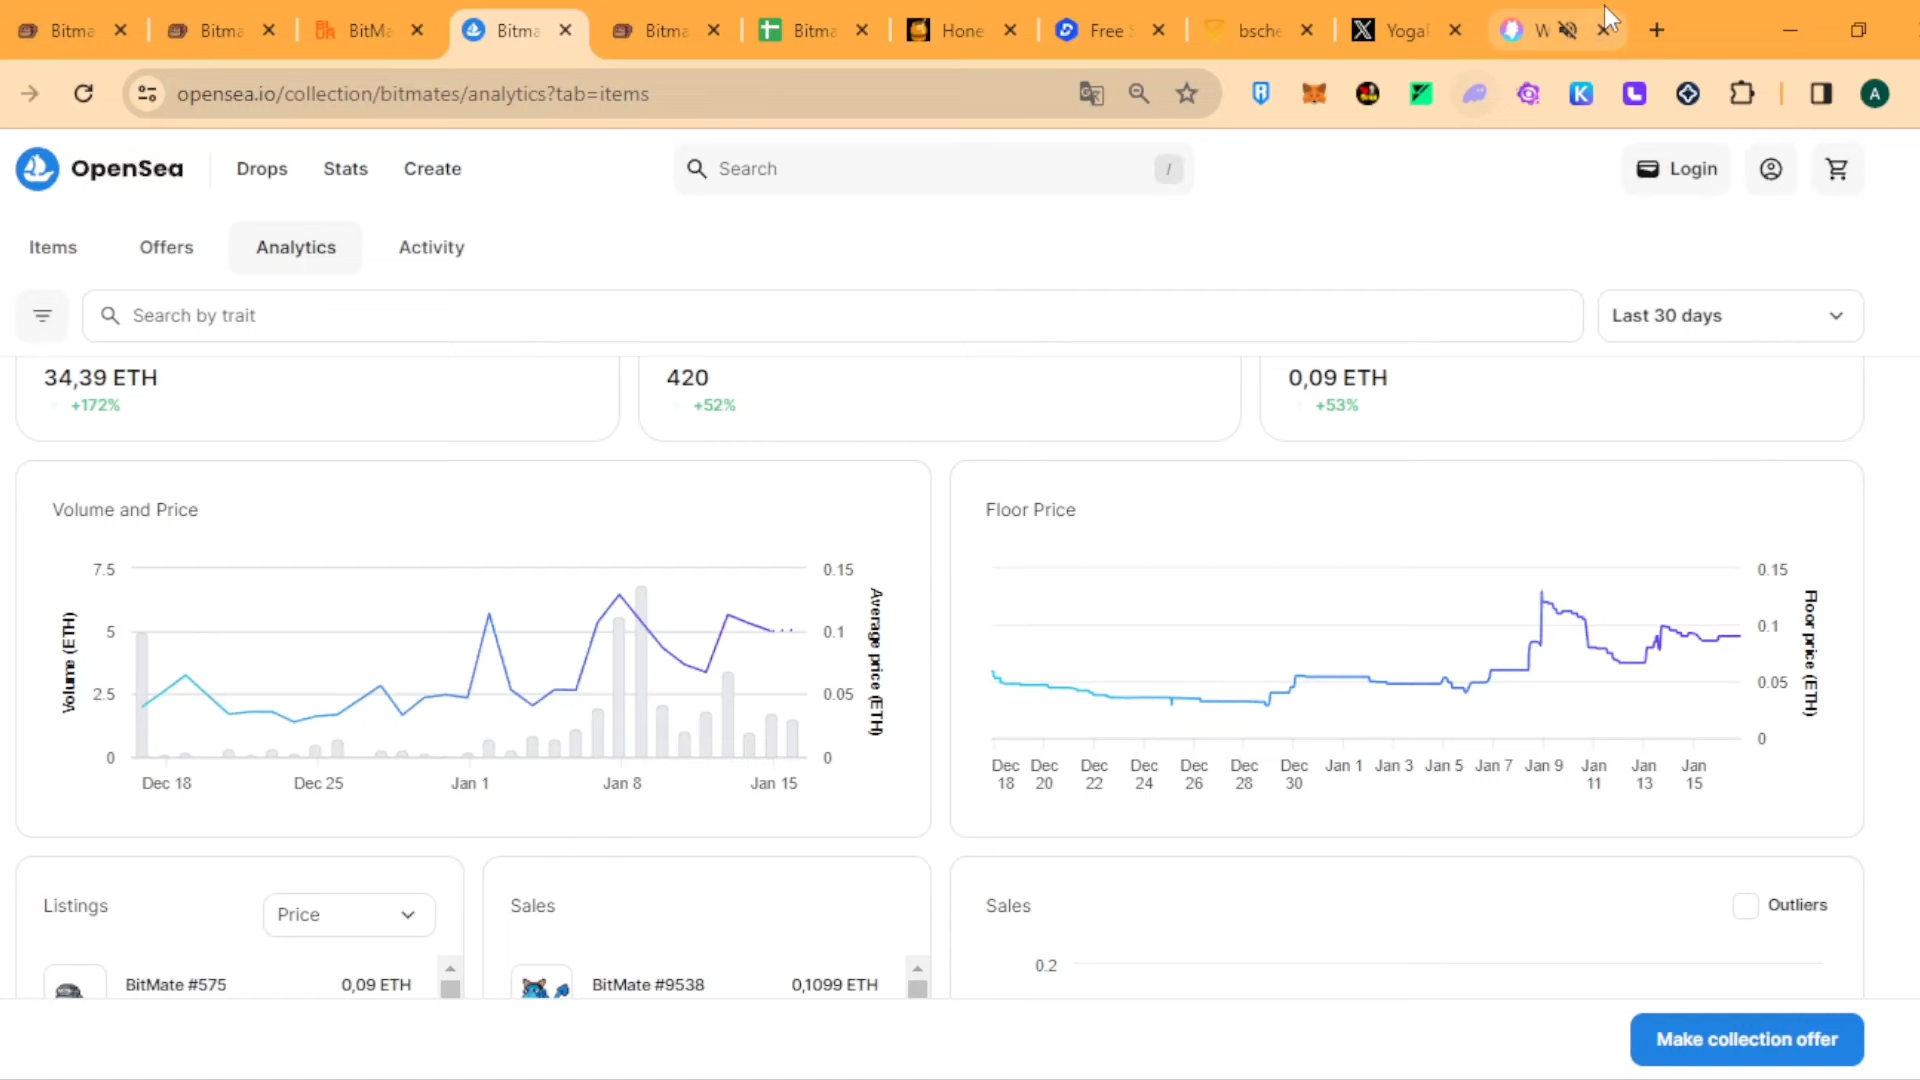 Bitma
Bitma
BitMa
Bitma
Bitma
Bitma
Hone
Free
bsche
Yoga
W
opensea.io/collection/bitmates/analytics?tab=items
A
OpenSea
Drops
Stats
Create
Search
/
Login
Items
Offers
Analytics
Activity
Search by trait
Last 30 days
34,39 ETH
+172%
420
+52%
0,09 ETH
+53%
Volume and Price
7.5
5
2.5
0
Volume (ETH)
0.15
0.1
0.05
0
Average price (ETH)
Dec 18
Dec 25
Jan 1
Jan 8
Jan 15
Floor Price
0.15
0.1
0.05
0
Floor price (ETH)
Dec 18
Dec 20
Dec 22
Dec 24
Dec 26
Dec 28
Dec 30
Jan 1
Jan 3
Jan 5
Jan 7
Jan 9
Jan 11
Jan 13
Jan 15
Listings
Price
BitMate #575
0,09 ETH
Sales
BitMate #9538
0,1099 ETH
Sales
Outliers
0.2
Make collection offer